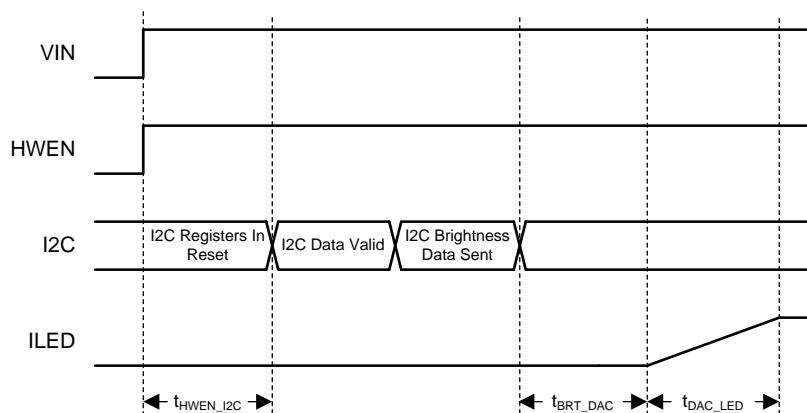 VIN
HWEN
I2C
I2C Registers In
Reset
I2C Data Valid
I2C Brightness
Data Sent
ILED
tHWEN_I2C
tBRT_DAC
tDAC_LED